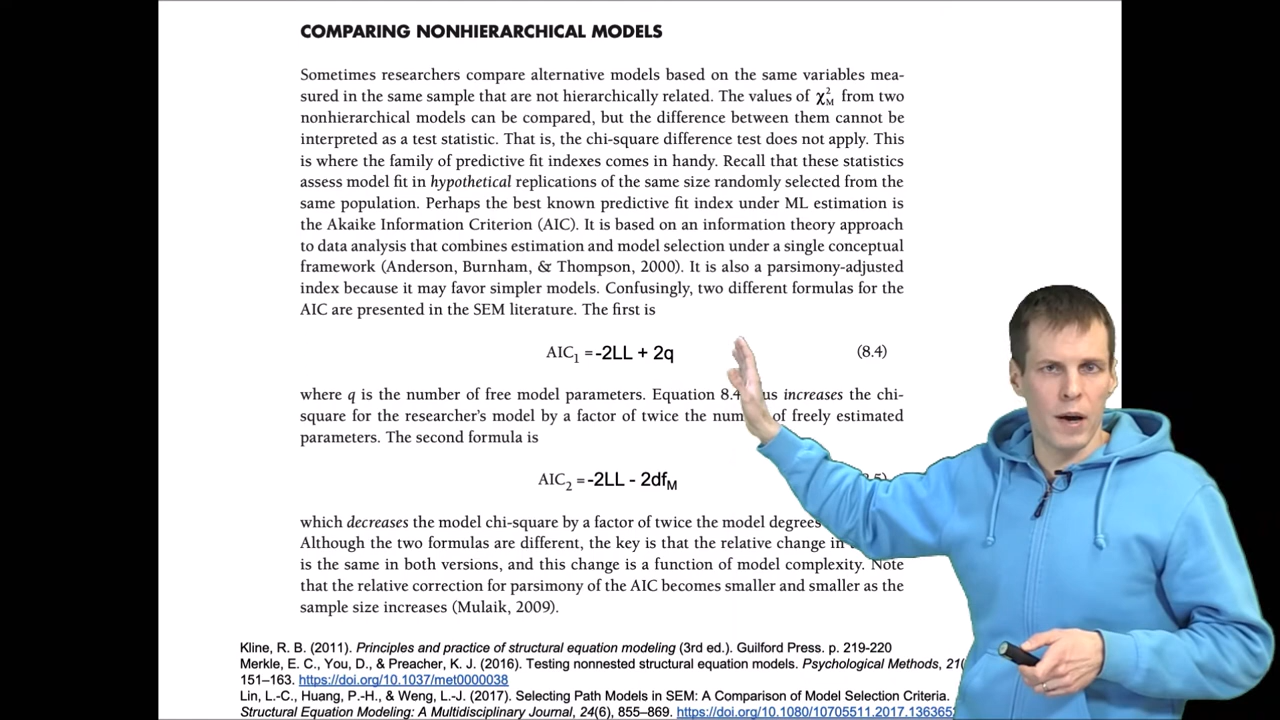 COMPARING NONHIERARCHICAL MODELS
Sometimes researchers compare alternative models based on the same variables mea-
sured in the same sample that are not hierarchically related. The values of χ²M from two
nonhierarchical models can be compared, but the difference between them cannot be
interpreted as a test statistic. That is, the chi-square difference test does not apply. This
is where the family of predictive fit indexes comes in handy. Recall that these statistics
assess model fit in hypothetical replications of the same size randomly selected from the
same population. Perhaps the best known predictive fit index under ML estimation is
the Akaike Information Criterion (AIC). It is based on an information theory approach
to data analysis that combines estimation and model selection under a single conceptual
framework (Anderson, Burnham, & Thompson, 2000). It is also a parsimony-adjusted
index because it may favor simpler models. Confusingly, two different formulas for the
AIC are presented in the SEM literature. The first is
AIC₁ = -2LL + 2q (8.4)
where q is the number of free model parameters. Equation 8.4 us increases the chi-
square for the researcher's model by a factor of twice the num of freely estimated
parameters. The second formula is
AIC₂ = -2LL - 2dfM
which decreases the model chi-square by a factor of twice the model degrees
Although the two formulas are different, the key is that the relative change in
is the same in both versions, and this change is a function of model complexity. Note
that the relative correction for parsimony of the AIC becomes smaller and smaller as the
sample size increases (Mulaik, 2009).
Kline, R. B. (2011). Principles and practice of structural equation modeling (3rd ed.). Guilford Press. p. 219-220
Merkle, E. C., You, D., & Preacher, K. J. (2016). Testing nonnested structural equation models. Psychological Methods, 21(
151–163. https://doi.org/10.1037/met0000038
Lin, L.-C., Huang, P.-H., & Weng, L.-J. (2017). Selecting Path Models in SEM: A Comparison of Model Selection Criteria.
Structural Equation Modeling: A Multidisciplinary Journal, 24(6), 855–869. https://doi.org/10.1080/10705511.2017.136365